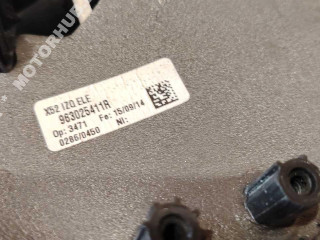 MOTORHUB
X52 IZQ ELE
963025411R
Op: 3471 Fe: 15/09/14
0286/0450 NI: